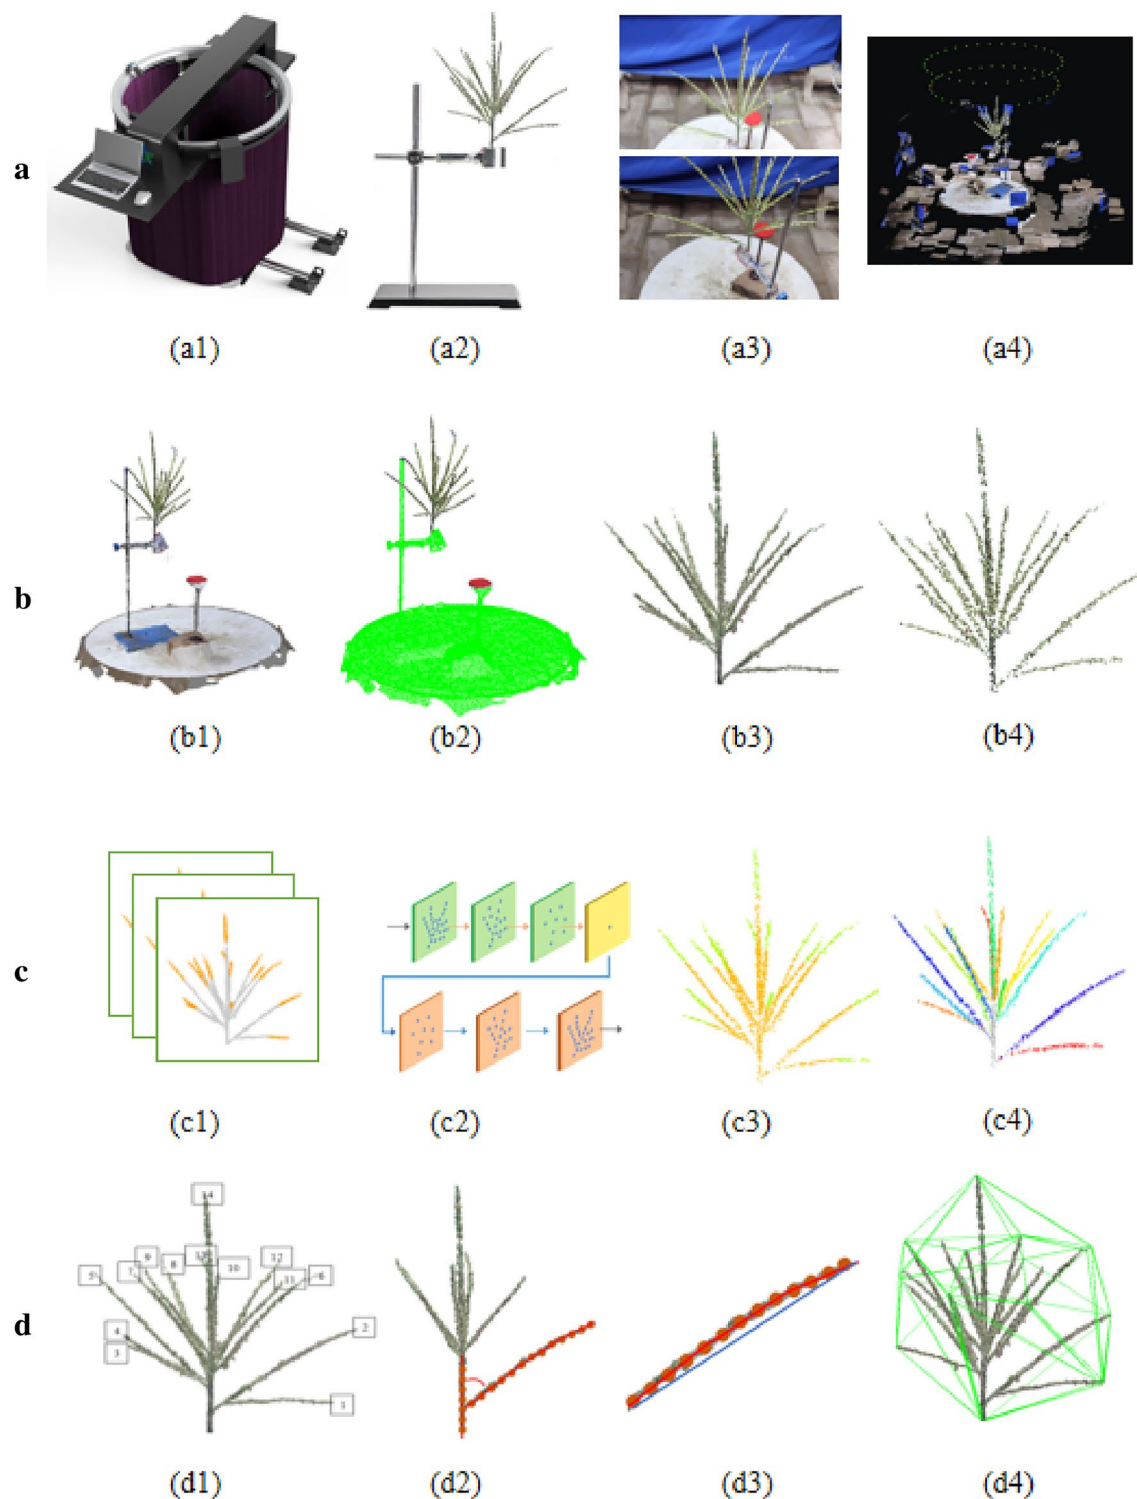 a
(a1) (a2) (a3) (a4)
b
(b1) (b2) (b3) (b4)
c
(c1) (c2) (c3) (c4)
14
9 13 12
5 7 8 10 11 6
4 2
3
1
d
(d1) (d2) (d3) (d4)